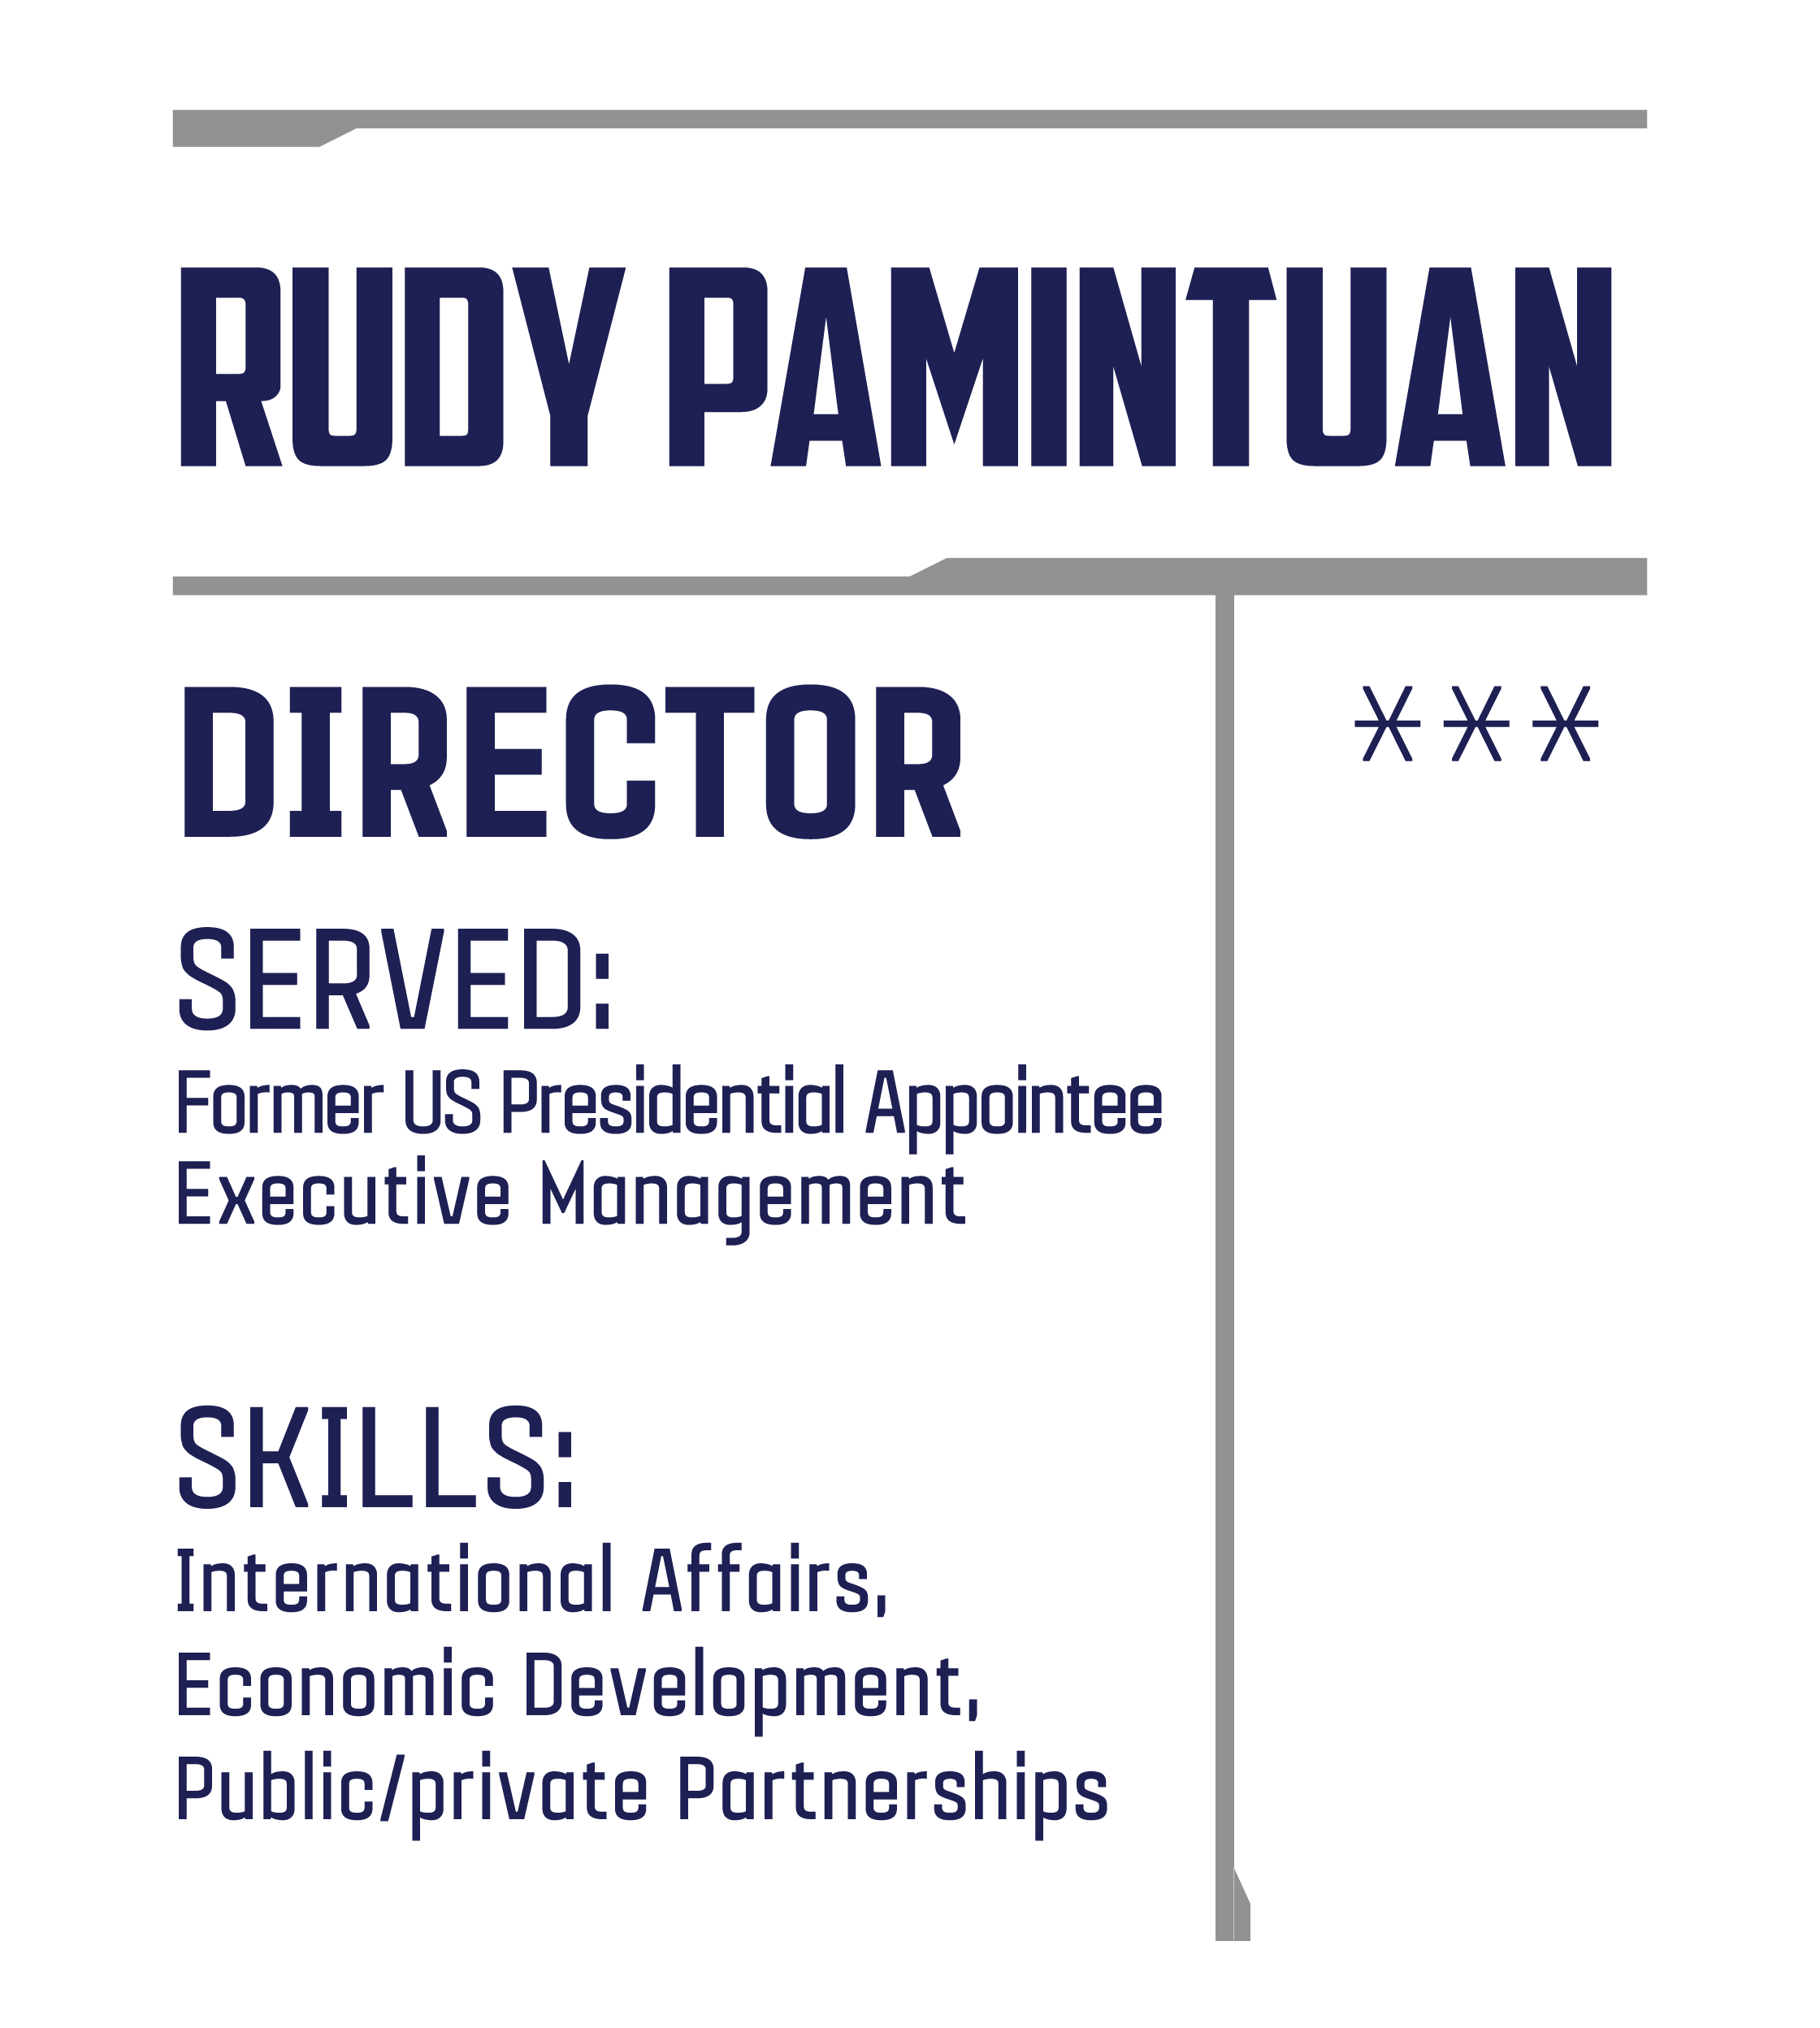 RUDY PAMINTUAN
DIRECTOR
***
SERVED:
Former US Presidential Appointee
Executive Management
SKILLS:
International Affairs,
Economic Development,
Public/private Partnerships